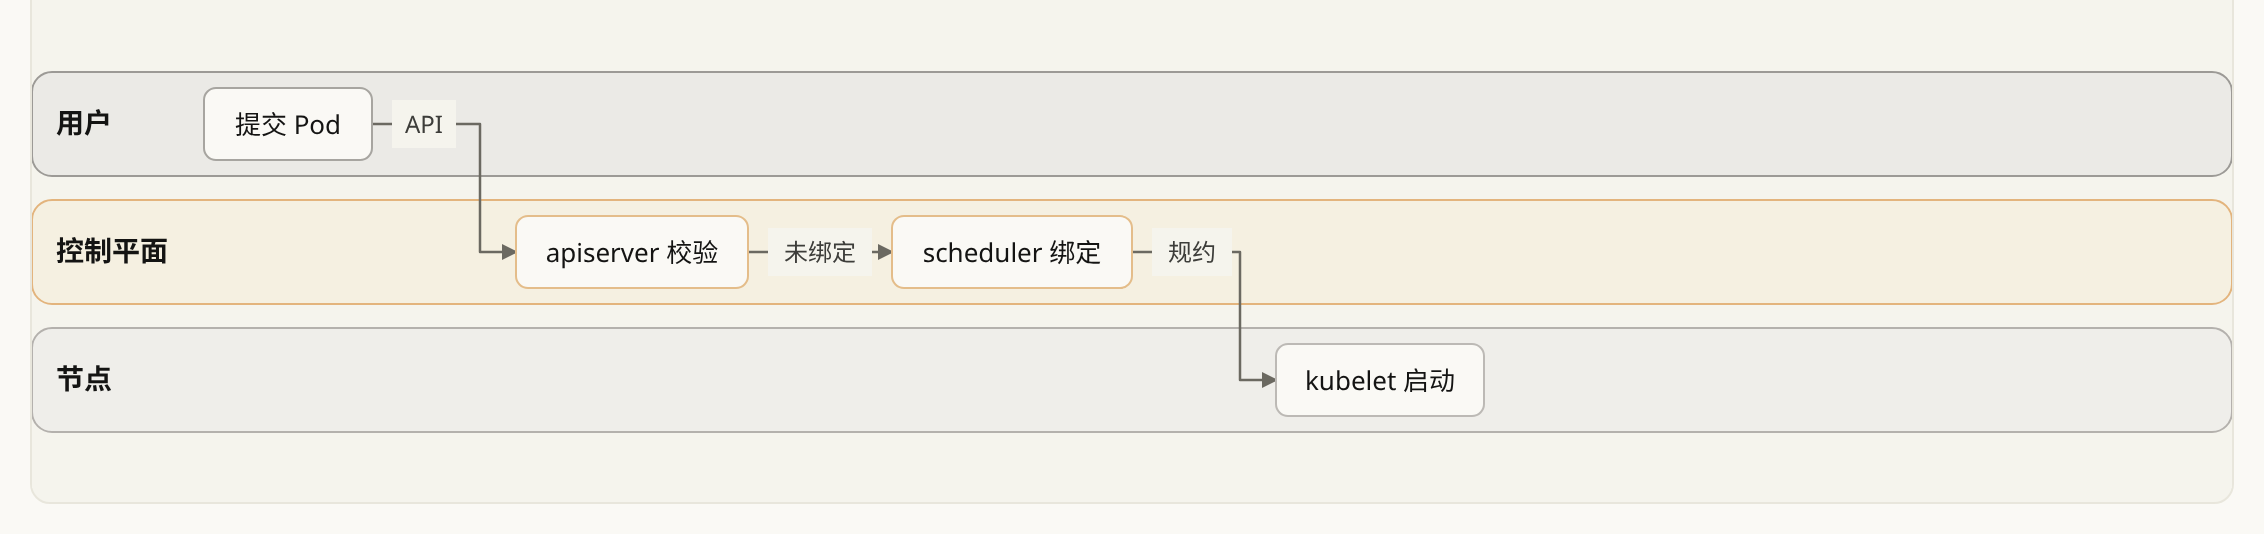 用户
提交 Pod
API
控制平面
apiserver 校验
未绑定
scheduler 绑定
规约
节点
kubelet 启动